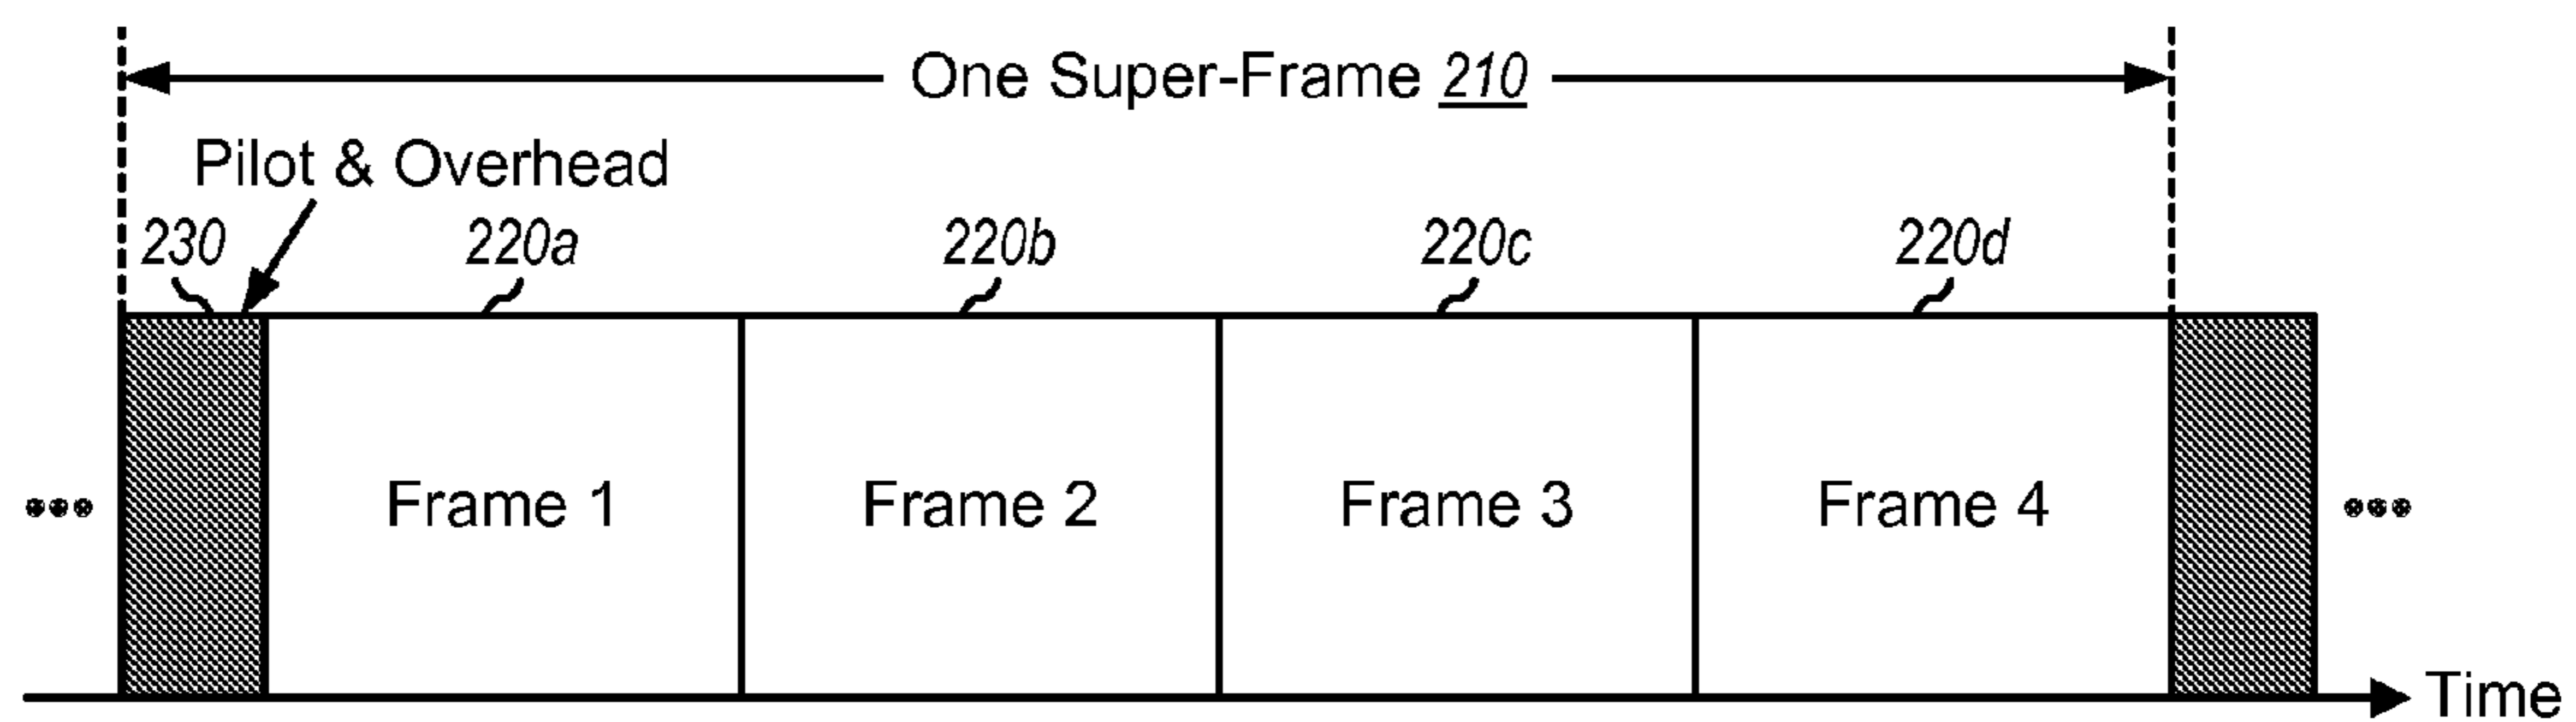 One Super-Frame 210
Pilot & Overhead
230 220a 220b 220c 220d
••• Frame 1 Frame 2 Frame 3 Frame 4 •••
Time